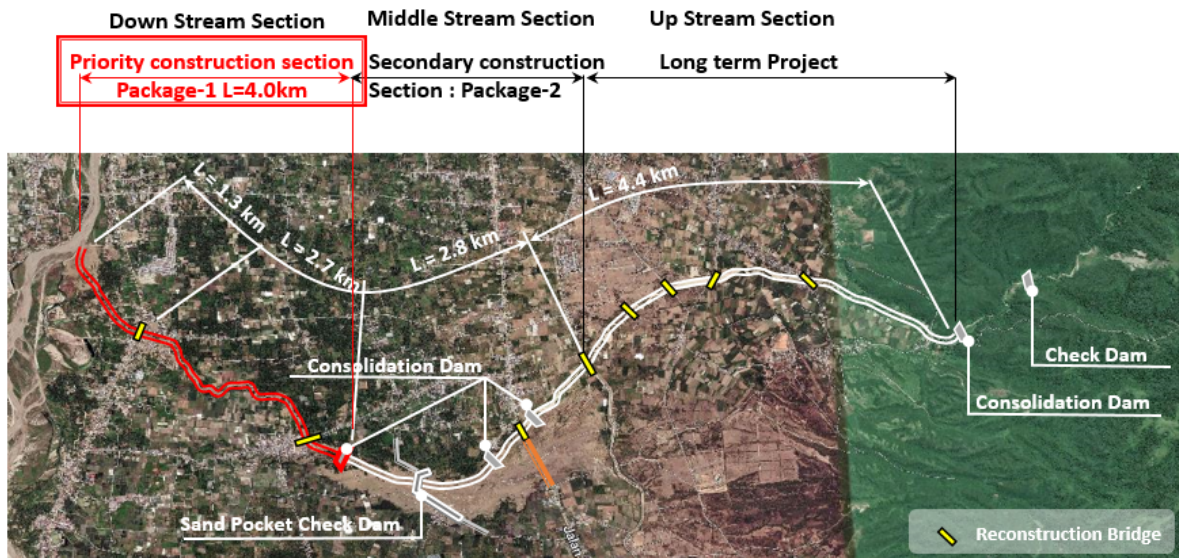 Down Stream Section
Middle Stream Section
Up Stream Section
Priority construction section
Package-1 L=4.0km
Secondary construction
Section : Package-2
Long term Project
L = 1.3 km
L = 2.7 km
L = 2.8 km
L = 4.4 km
Consolidation Dam
Check Dam
Consolidation Dam
Sand Pocket Check Dam
Jalan
Reconstruction Bridge